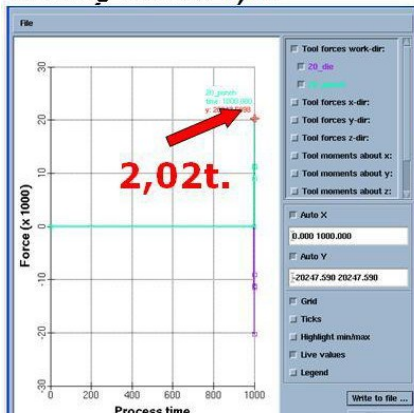 File
20_punch
time: 1000.000
2,02t.
Force (x 1000)
30
20
10
0
-10
-20
-30
0 200 400 600 800 1000
Process time
Tool forces work-dir:
20_die
20_punch
Tool forces x-dir:
Tool forces y-dir:
Tool forces z-dir:
Tool moments about x:
Tool moments about y:
Tool moments about z:
Auto X
0.000 1000.000
Auto Y
-20247.590 20247.590
Grid
Ticks
Highlight min/max
Live values
Legend
Write to file ...